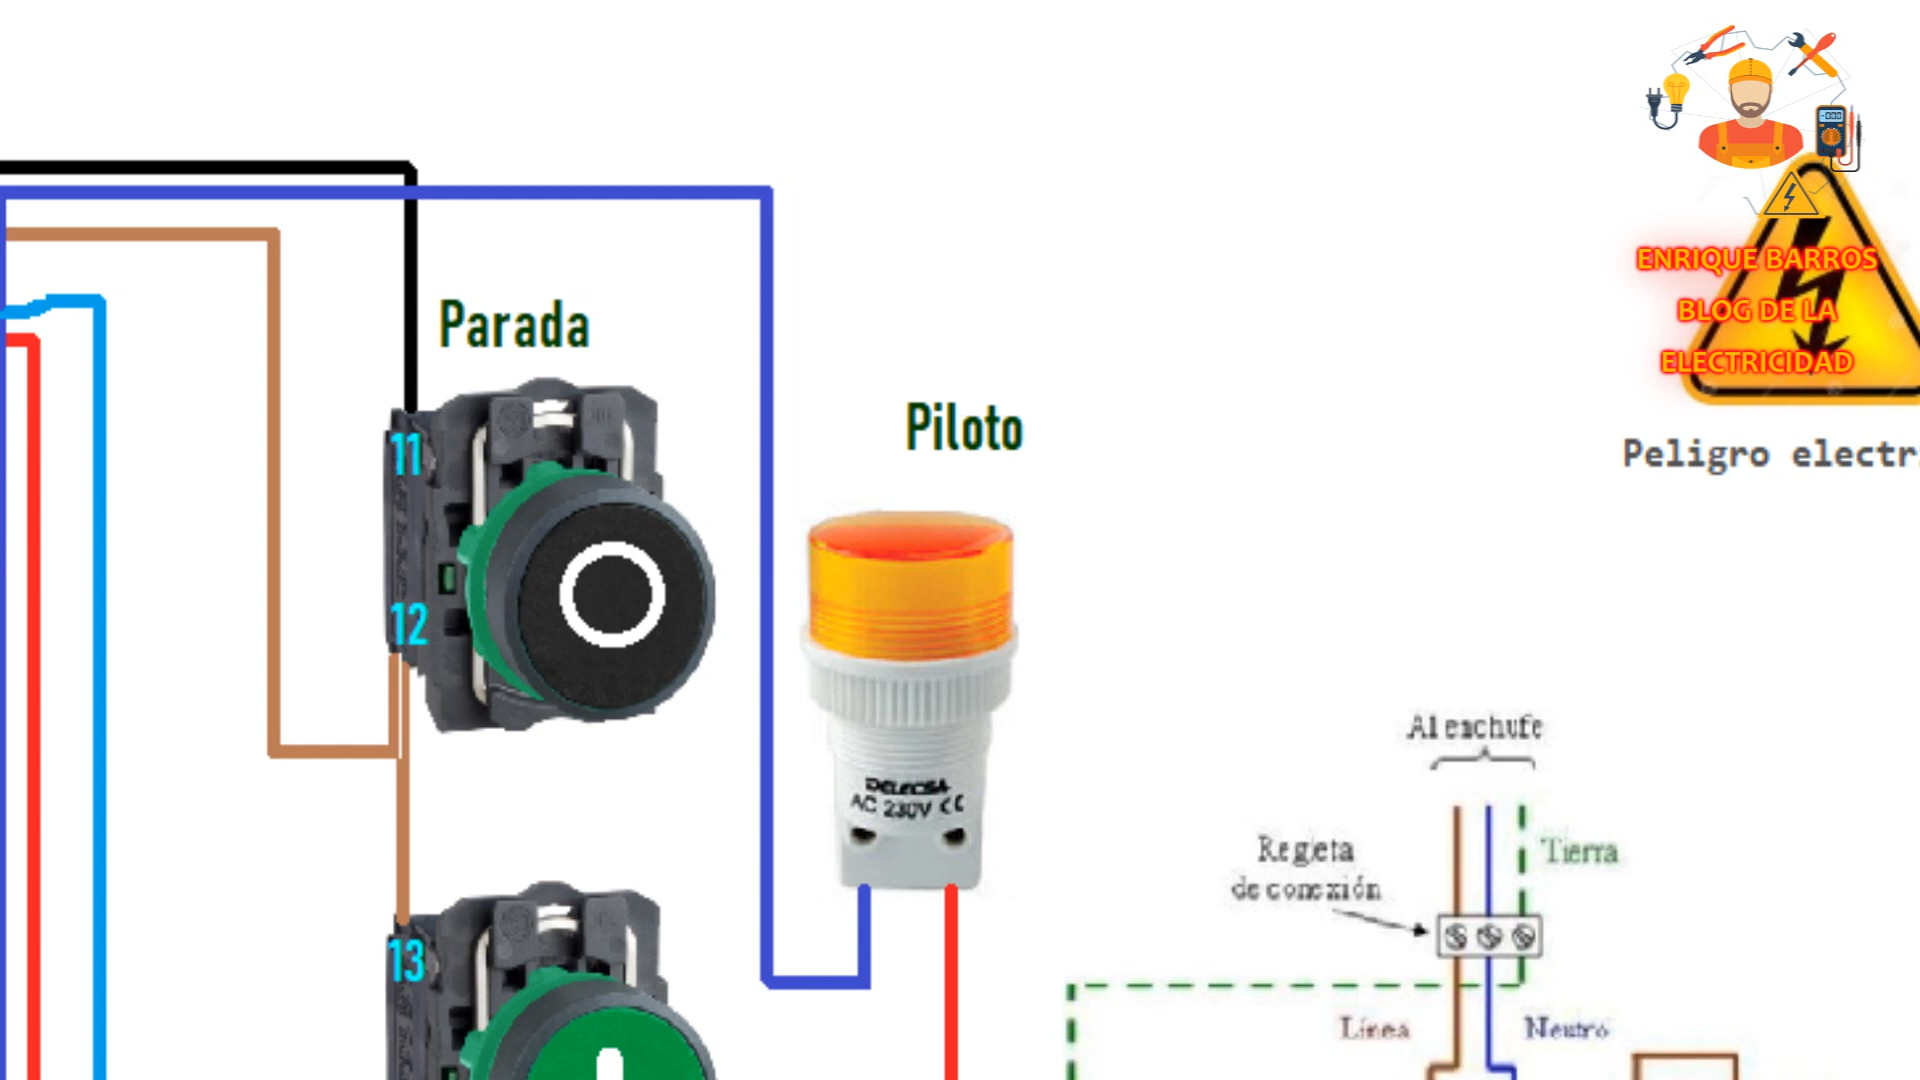 Parada
11
12
13
Piloto
DELECSA
AC 230V CE
ENRIQUE BARROS
BLOG DE LA
ELECTRICIDAD
-000
Peligro electr
Al enchufe
Regleta
de conexión
Tierra
Línea
Neutro